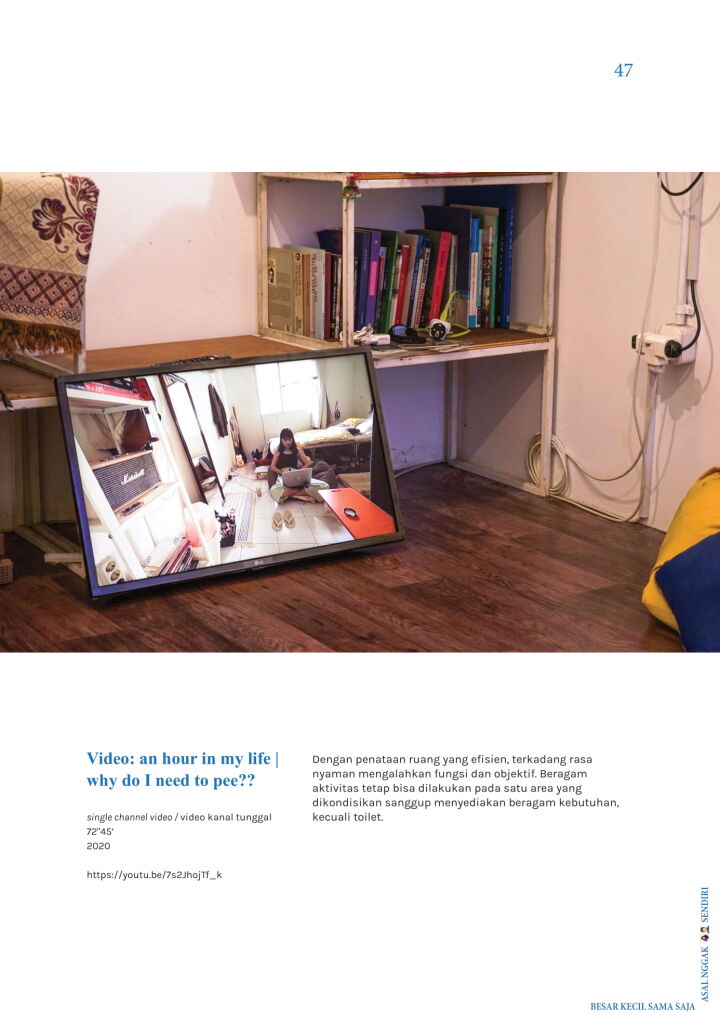 47
Marshall
LG
Video: an hour in my life |
why do I need to pee??
single channel video / video kanal tunggal
72"45'
2020
https://youtu.be/7s2JhojTf_k
Dengan penataan ruang yang efisien, terkadang rasa
nyaman mengalahkan fungsi dan objektif. Beragam
aktivitas tetap bisa dilakukan pada satu area yang
dikondisikan sanggup menyediakan beragam kebutuhan,
kecuali toilet.
ASAL NGGAK SENDIRI
BESAR KECIL SAMA SAJA